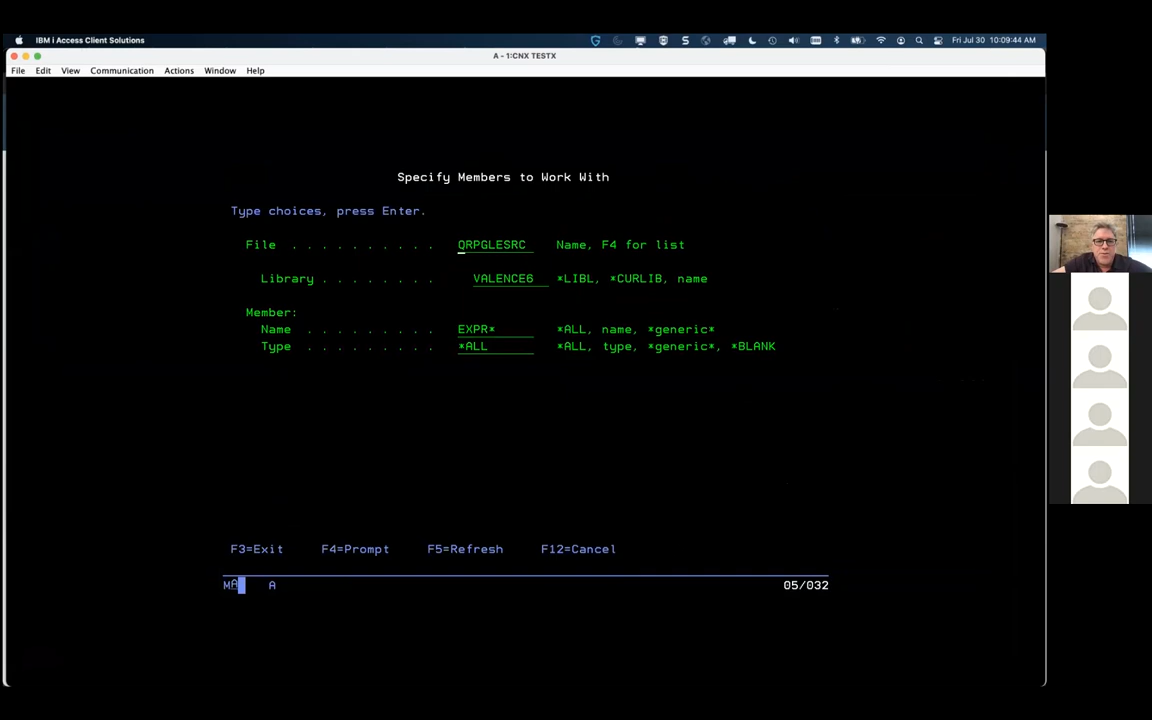 IBM i Access Client Solutions Fri Jul 30 10:09:44 AM
A - 1:CNX TESTX
File Edit View Communication Actions Window Help
Specify Members to Work With
Type choices, press Enter.
File . . . . . . . . . . QRPGLESRC Name, F4 for list
Library . . . . . . . . VALENCE6 *LIBL, *CURLIB, name
Member:
Name . . . . . . . . . EXPR* *ALL, name, *generic*
Type . . . . . . . . . *ALL *ALL, type, *generic*, *BLANK
F3=Exit F4=Prompt F5=Refresh F12=Cancel
MA A 05/032